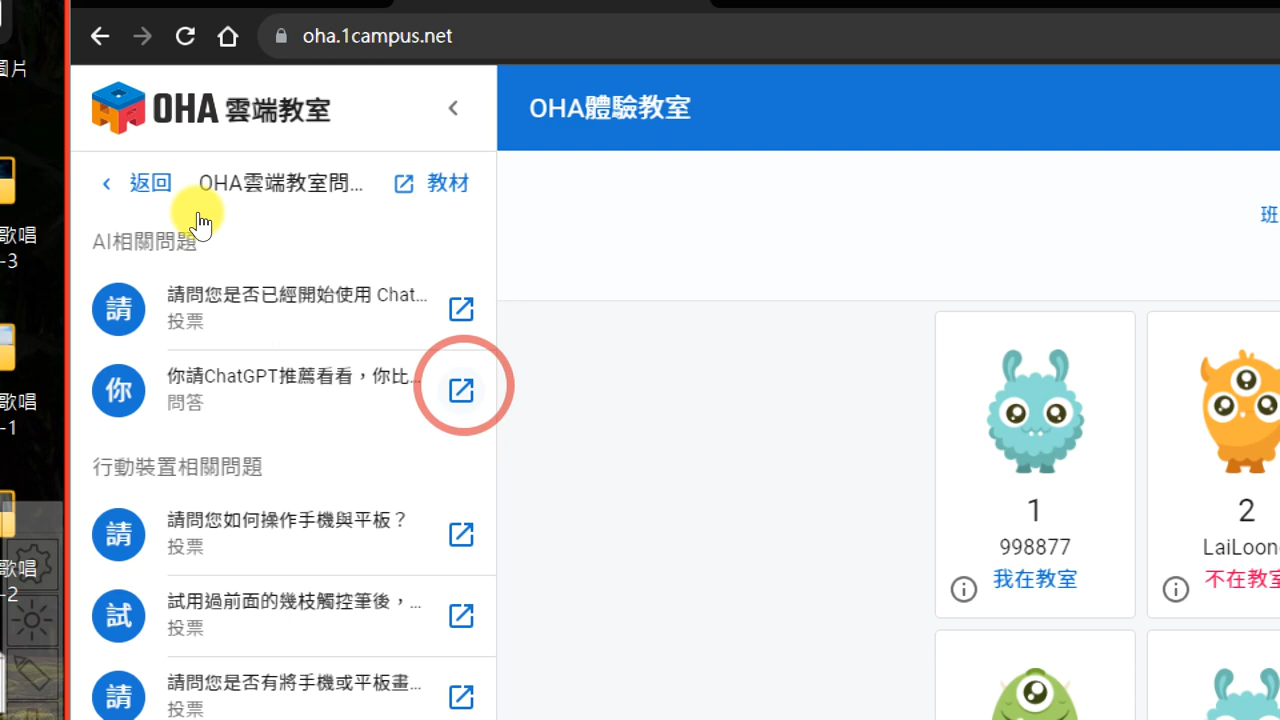 圖片
歌唱
-3
歌唱
-1
歌唱
-2
oha.1campus.net
OHA 雲端教室
返回 OHA雲端教室問... 教材
AI相關問題
請 請問您是否已經開始使用 Chat...
投票
你 你請ChatGPT推薦看看，你比...
問答
行動裝置相關問題
請 請問您如何操作手機與平板？
投票
試 試用過前面的幾枝觸控筆後，...
投票
請 請問您是否有將手機或平板畫...
投票
OHA體驗教室
班
1
998877
我在教室
2
LaiLoon
不在教室